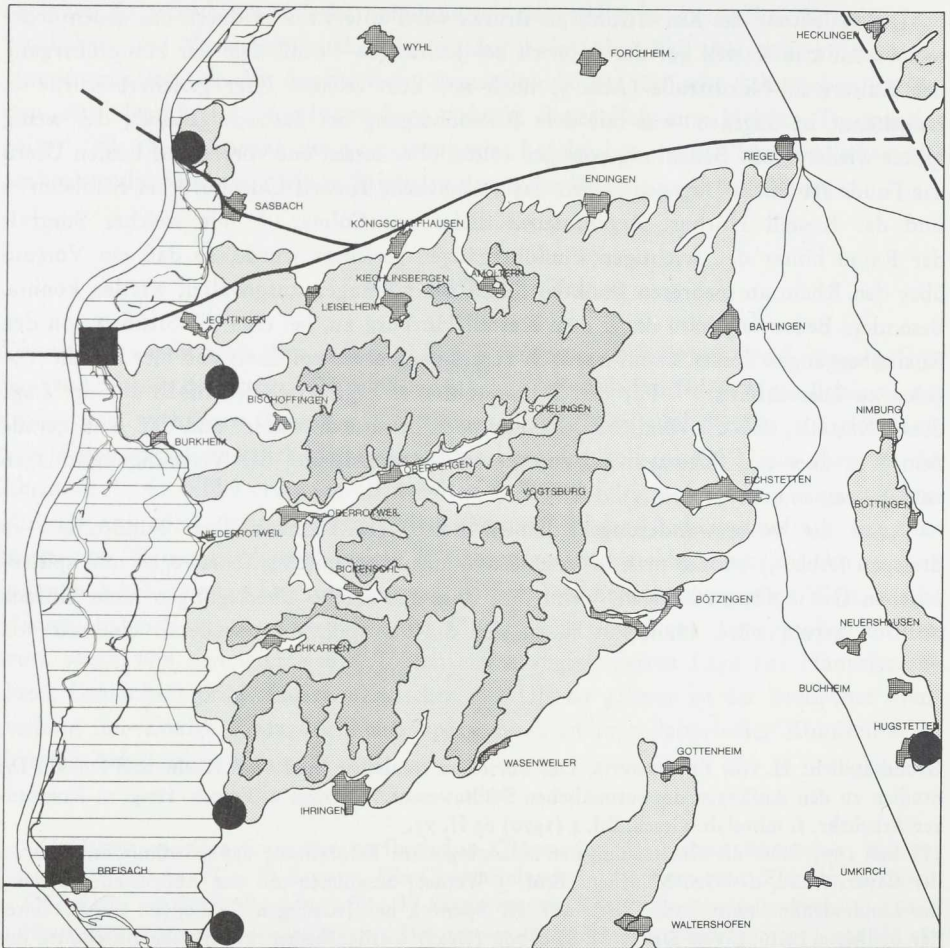 HECKLINGEN
WYHL
FORCHHEIM
RIEGEL
ENDINGEN
SASBACH
KÖNIGSCHAFFHAUSEN
KIECHLINSBERGEN
AMOLTERN
LEISELHEIM
JECHTINGEN
BAHLINGEN
BISCHOFFINGEN
SCHELINGEN
NIMBURG
BURKHEIM
OBERBERGEN
EICHSTETTEN
VOGTSBURG
BOTTINGEN
OBERROTWEIL
NIEDERROTWEIL
BICKENSOHL
BÖTZINGEN
NEUERSHAUSEN
ACHKARREN
BUCHHEIM
HUGSTETTEN
GOTTENHEIM
WASENWEILER
IHRINGEN
BRESACH
UMKIRCH
WALTERSHOFEN